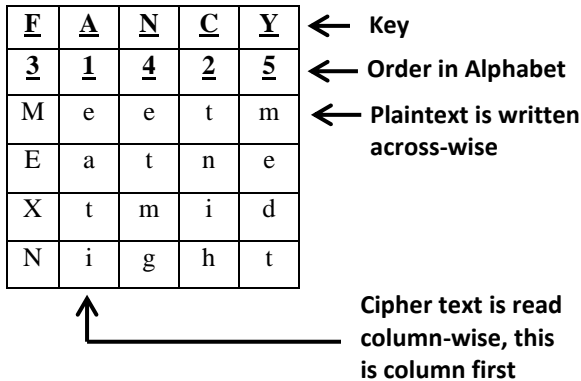 F A N C Y Key
3 1 4 2 5 Order in Alphabet
M e e t m Plaintext is written
across-wise
E a t n e
X t m i d
N i g h t
Cipher text is read
column-wise, this
is column first